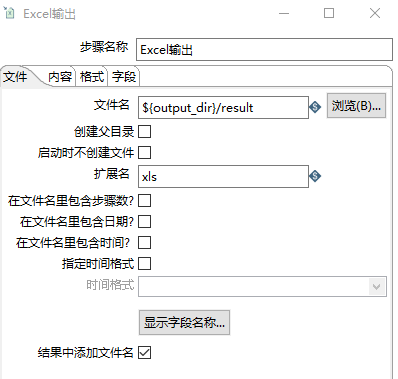 Excel输出
步骤名称 Excel输出
文件 内容 格式 字段
文件名 ${output_dir}/result 浏览(B)...
创建父目录
启动时不创建文件
扩展名 xls
在文件名里包含步骤数?
在文件名里包含日期?
在文件名里包含时间?
指定时间格式
时间格式
显示字段名称...
结果中添加文件名